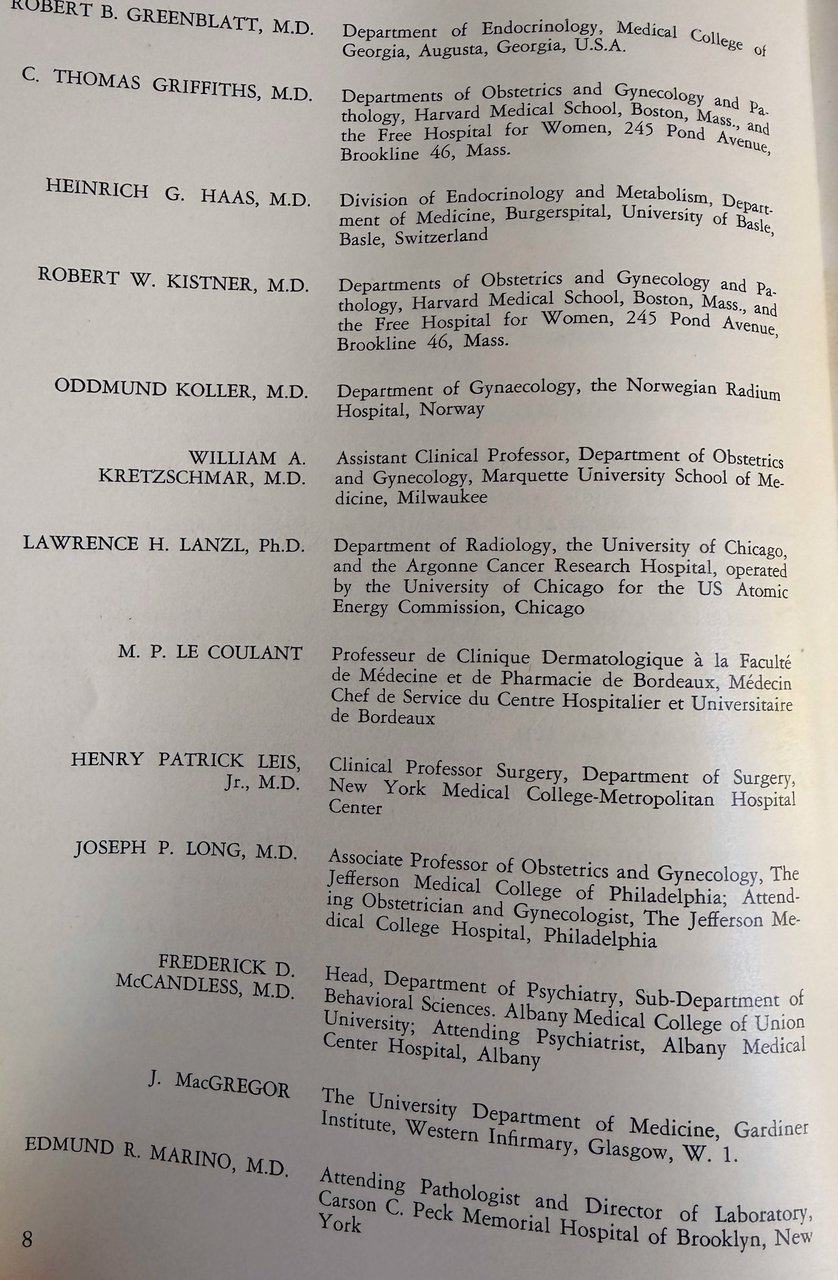 ROBERT B. GREENBLATT, M.D.
Department of Endocrinology, Medical College of
Georgia, Augusta, Georgia, U.S.A.
C. THOMAS GRIFFITHS, M.D.
Departments of Obstetrics and Gynecology and Pa-
thology, Harvard Medical School, Boston, Mass., and
the Free Hospital for Women, 245 Pond Avenue,
Brookline 46, Mass.
HEINRICH G. HAAS, M.D.
Division of Endocrinology and Metabolism, Depart-
ment of Medicine, Burgerspital, University of Basle,
Basle, Switzerland
ROBERT W. KISTNER, M.D.
Departments of Obstetrics and Gynecology and Pa-
thology, Harvard Medical School, Boston, Mass., and
the Free Hospital for Women, 245 Pond Avenue,
Brookline 46, Mass.
ODDMUND KOLLER, M.D.
Department of Gynaecology, the Norwegian Radium
Hospital, Norway
WILLIAM A.
KRETZSCHMAR, M.D.
Assistant Clinical Professor, Department of Obstetrics
and Gynecology, Marquette University School of Me-
dicine, Milwaukee
LAWRENCE H. LANZL, Ph.D.
Department of Radiology, the University of Chicago,
and the Argonne Cancer Research Hospital, operated
by the University of Chicago for the US Atomic
Energy Commission, Chicago
M. P. LE COULANT
Professeur de Clinique Dermatologique à la Faculté
de Médecine et de Pharmacie de Bordeaux, Médecin
Chef de Service du Centre Hospitalier et Universitaire
de Bordeaux
HENRY PATRICK LEIS,
Jr., M.D.
Clinical Professor Surgery, Department of Surgery,
New York Medical College-Metropolitan Hospital
Center
JOSEPH P. LONG, M.D.
Associate Professor of Obstetrics and Gynecology, The
Jefferson Medical College of Philadelphia; Attend-
ing Obstetrician and Gynecologist, The Jefferson Me-
dical College Hospital, Philadelphia
FREDERICK D.
McCANDLESS, M.D.
Head, Department of Psychiatry, Sub-Department of
Behavioral Sciences. Albany Medical College of Union
University; Attending Psychiatrist, Albany Medical
Center Hospital, Albany
J. MacGREGOR
The University Department of Medicine, Gardiner
Institute, Western Infirmary, Glasgow, W. 1.
EDMUND R. MARINO, M.D.
Attending Pathologist and Director of Laboratory,
Carson C. Peck Memorial Hospital of Brooklyn, New
York
8